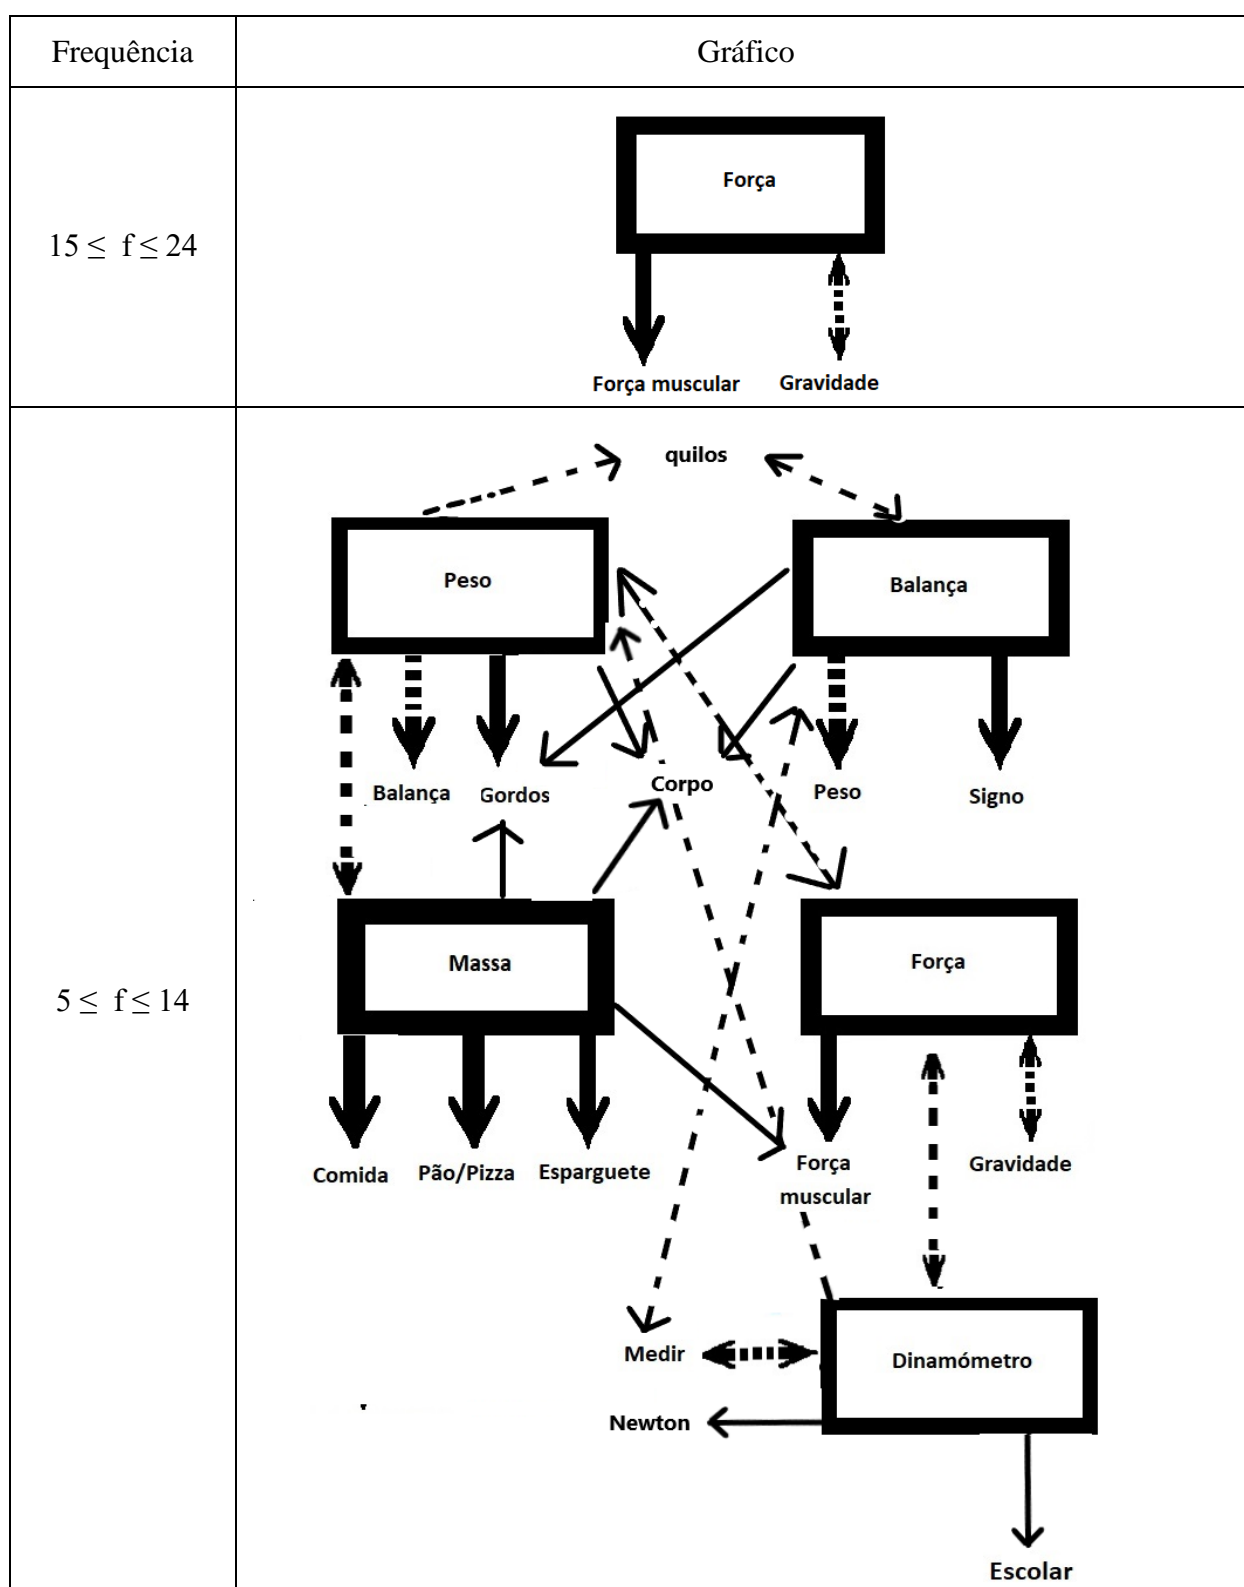 Frequência
Gráfico
15 ≤ f ≤ 24
Força
Força muscular
Gravidade
5 ≤ f ≤ 14
quilos
Peso
Balança
Balança
Gordos
Corpo
Peso
Signo
Massa
Força
Comida
Pão/Pizza
Esparguete
Força
muscular
Gravidade
Medir
Dinamómetro
Newton
Escolar